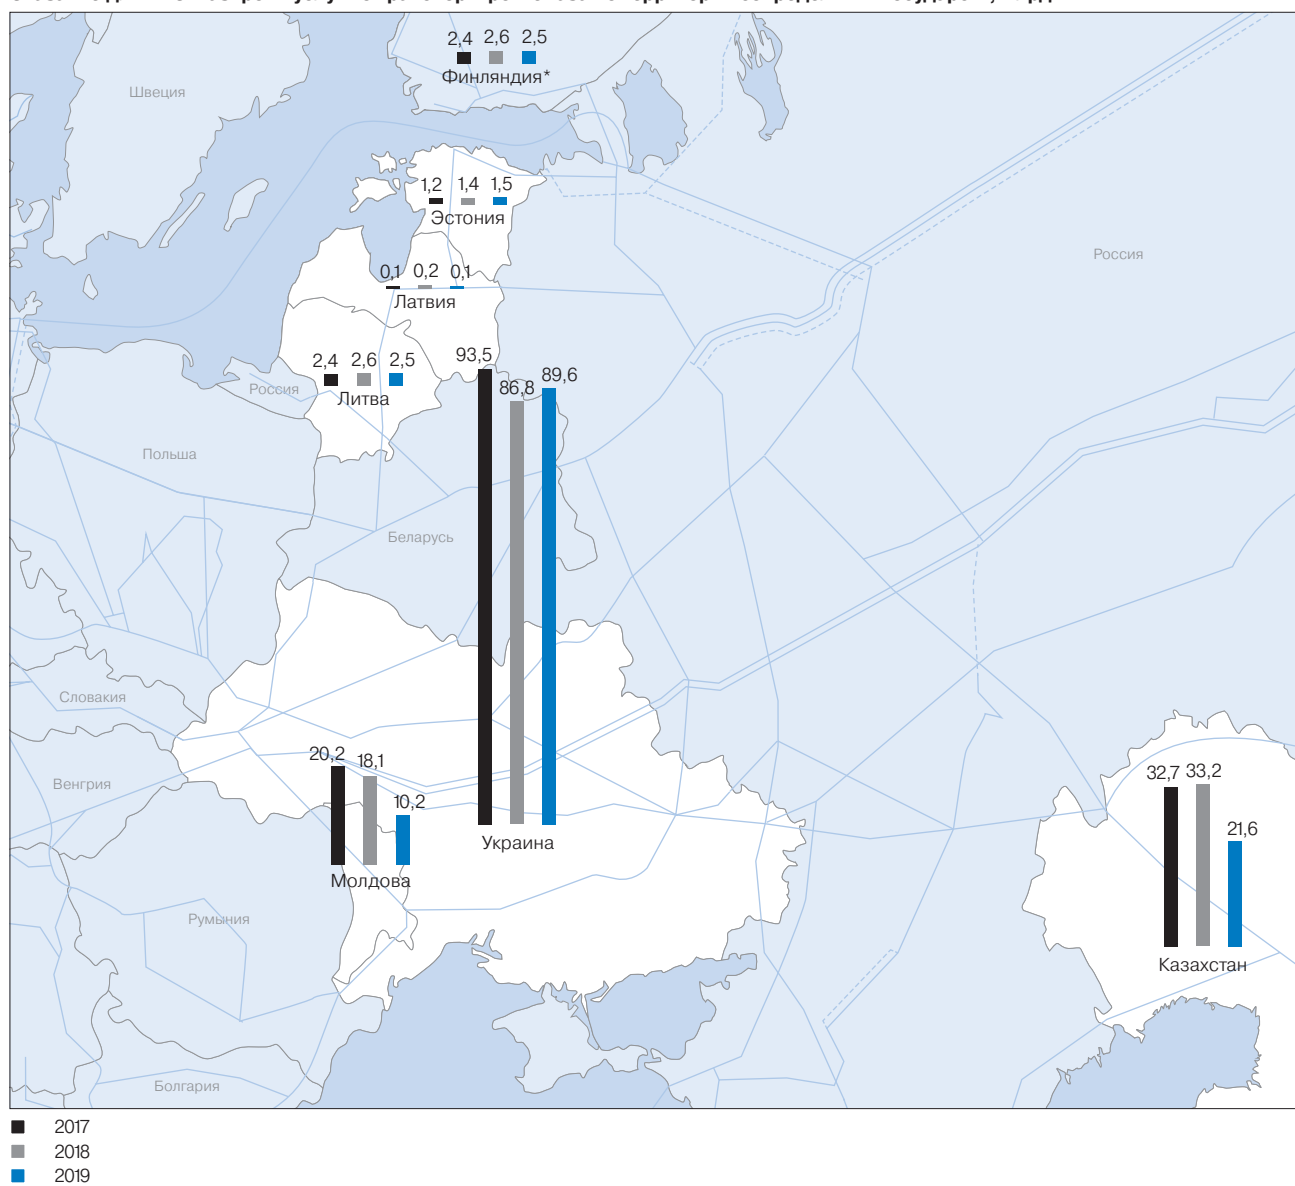 2,4 2,6 2,5
Финляндия*
Швеция
1,2 1,4 1,5
Эстония
Россия
0,1 0,2 0,1
Латвия
93,5 86,8 89,6
2,4 2,6 2,5
Россия
Литва
Польша
Беларусь
Словакия
20,2 18,1 10,2
32,7 33,2 21,6
Венгрия
Украина
Молдова
Румыния
Казахстан
Болгария
2017
2018
2019